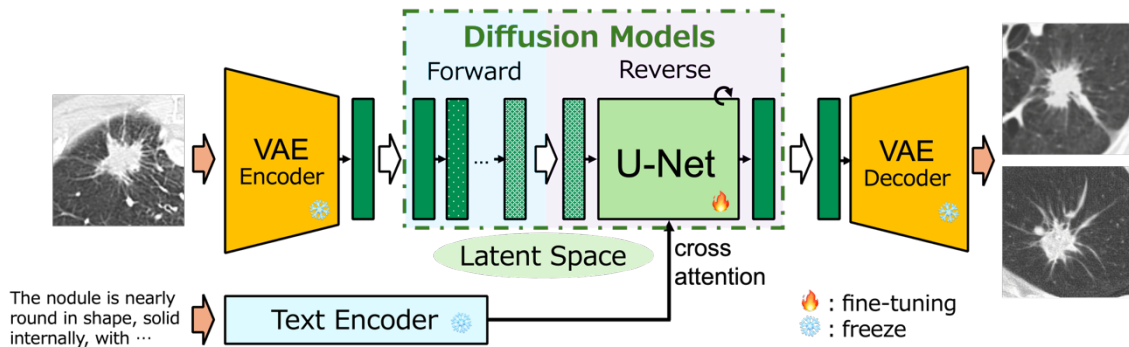 Diffusion Models
Forward
Reverse
VAE
Encoder
...
U-Net
VAE
Decoder
Latent Space
cross
attention
The nodule is nearly
round in shape, solid
internally, with ⋯
Text Encoder
: fine-tuning
: freeze